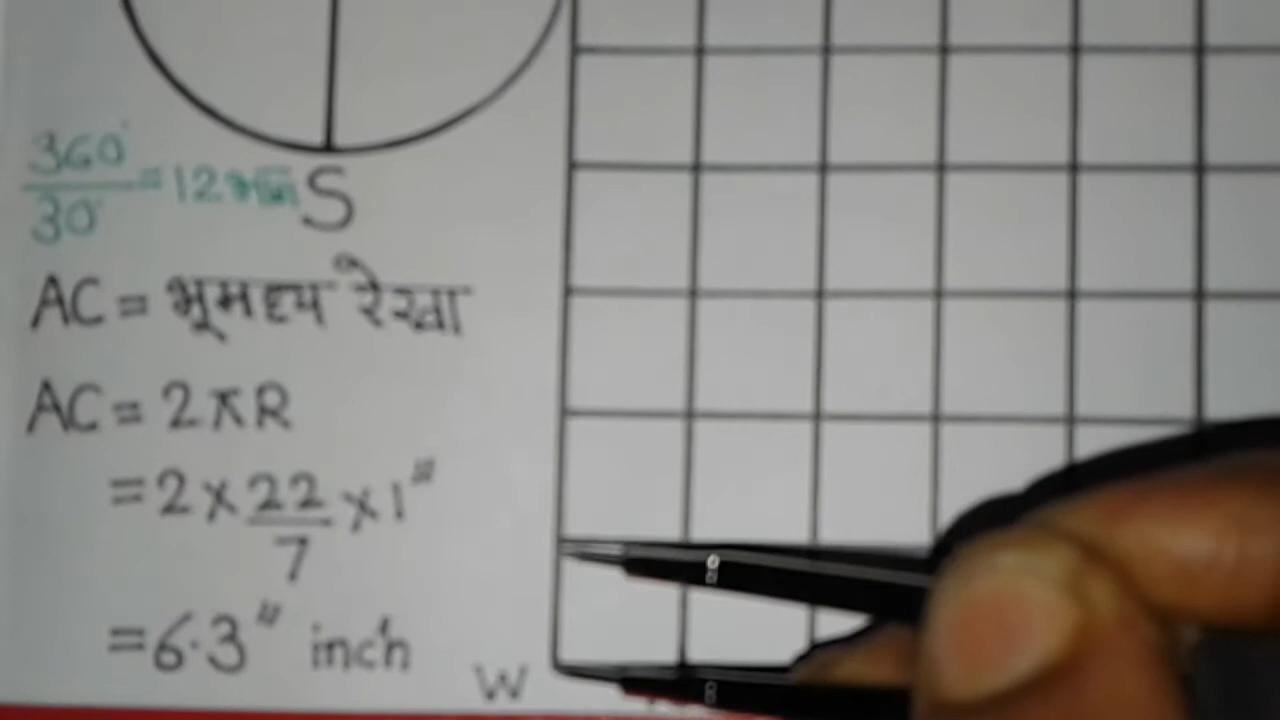 360°
30° = 12
S
AC = भूमध्य रेखा
AC = 2πR
= 2 × 22/7 × 1"
= 6.3" inch
W